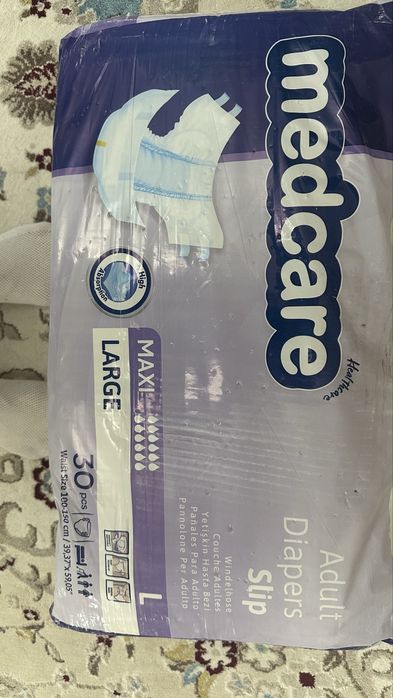 medcare
Healthcare
Adult
Diapers
Slip
Windelhose
Couche Adultes
Yetişkin Hasta Bezi
Pañales Para Adulto
Pannolone Per Adulto
High
Absorption
MAXI
LARGE
L
30 pcs
Waist Size 100-150 cm / 39,37"x 59,05"